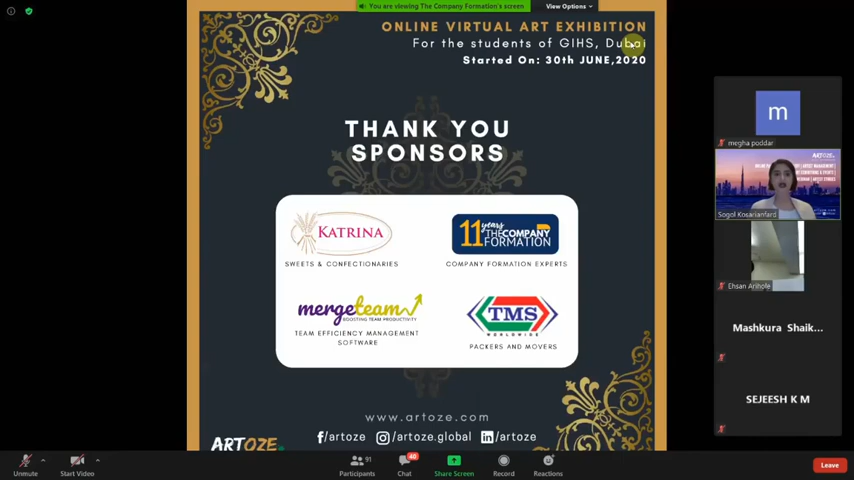 You are viewing The Company Formation's screen
View Options
ONLINE VIRTUAL ART EXHIBITION
For the students of GIHS, Dubai
Started On: 30th JUNE,2020
THANK YOU
SPONSORS
KATRINA
SWEETS & CONFECTIONARIES
11 years THE COMPANY FORMATION
COMPANY FORMATION EXPERTS
mergeteam
BOOSTING TEAM PRODUCTIVITY
TEAM EFFICIENCY MANAGEMENT
SOFTWARE
TMS
WORLDWIDE
PACKERS AND MOVERS
www.artoze.com
ARTOZE.
/artoze
/artoze.global
/artoze
m
megha poddar
ARTOZE
Sogol Kosarianfard
Ehsan Arihole
Mashkura Shaik...
SEJEESH K M
Unmute
Start Video
91
Participants
40
Chat
Share Screen
Record
Reactions
Leave